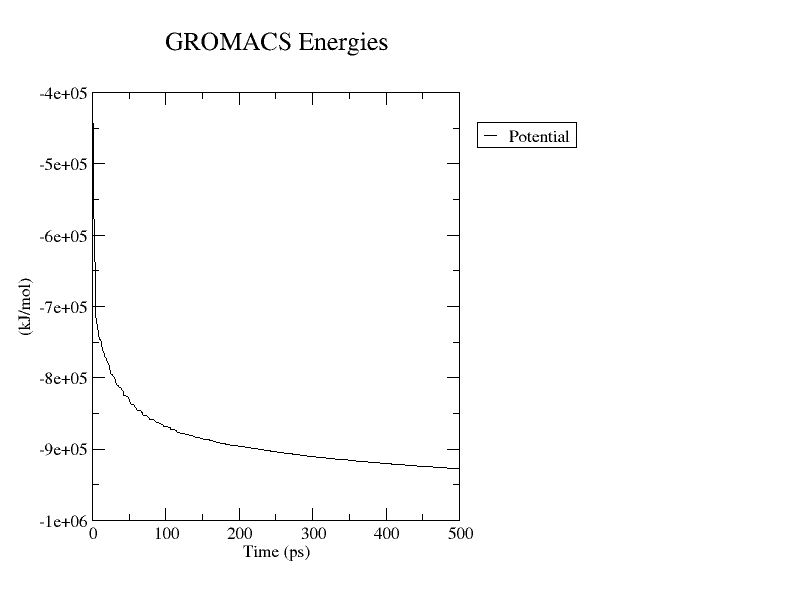 GROMACS Energies
Potential
-4e+05
-5e+05
-6e+05
-7e+05
-8e+05
-9e+05
-1e+06
(kJ/mol)
0 100 200 300 400 500
Time (ps)